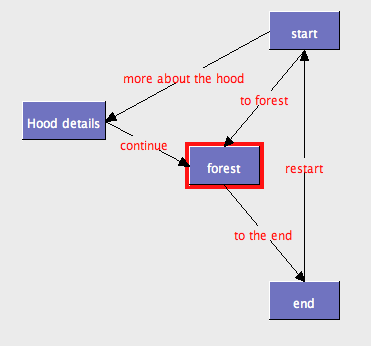 start
more about the hood
to forest
Hood details
continue
forest
restart
to the end
end